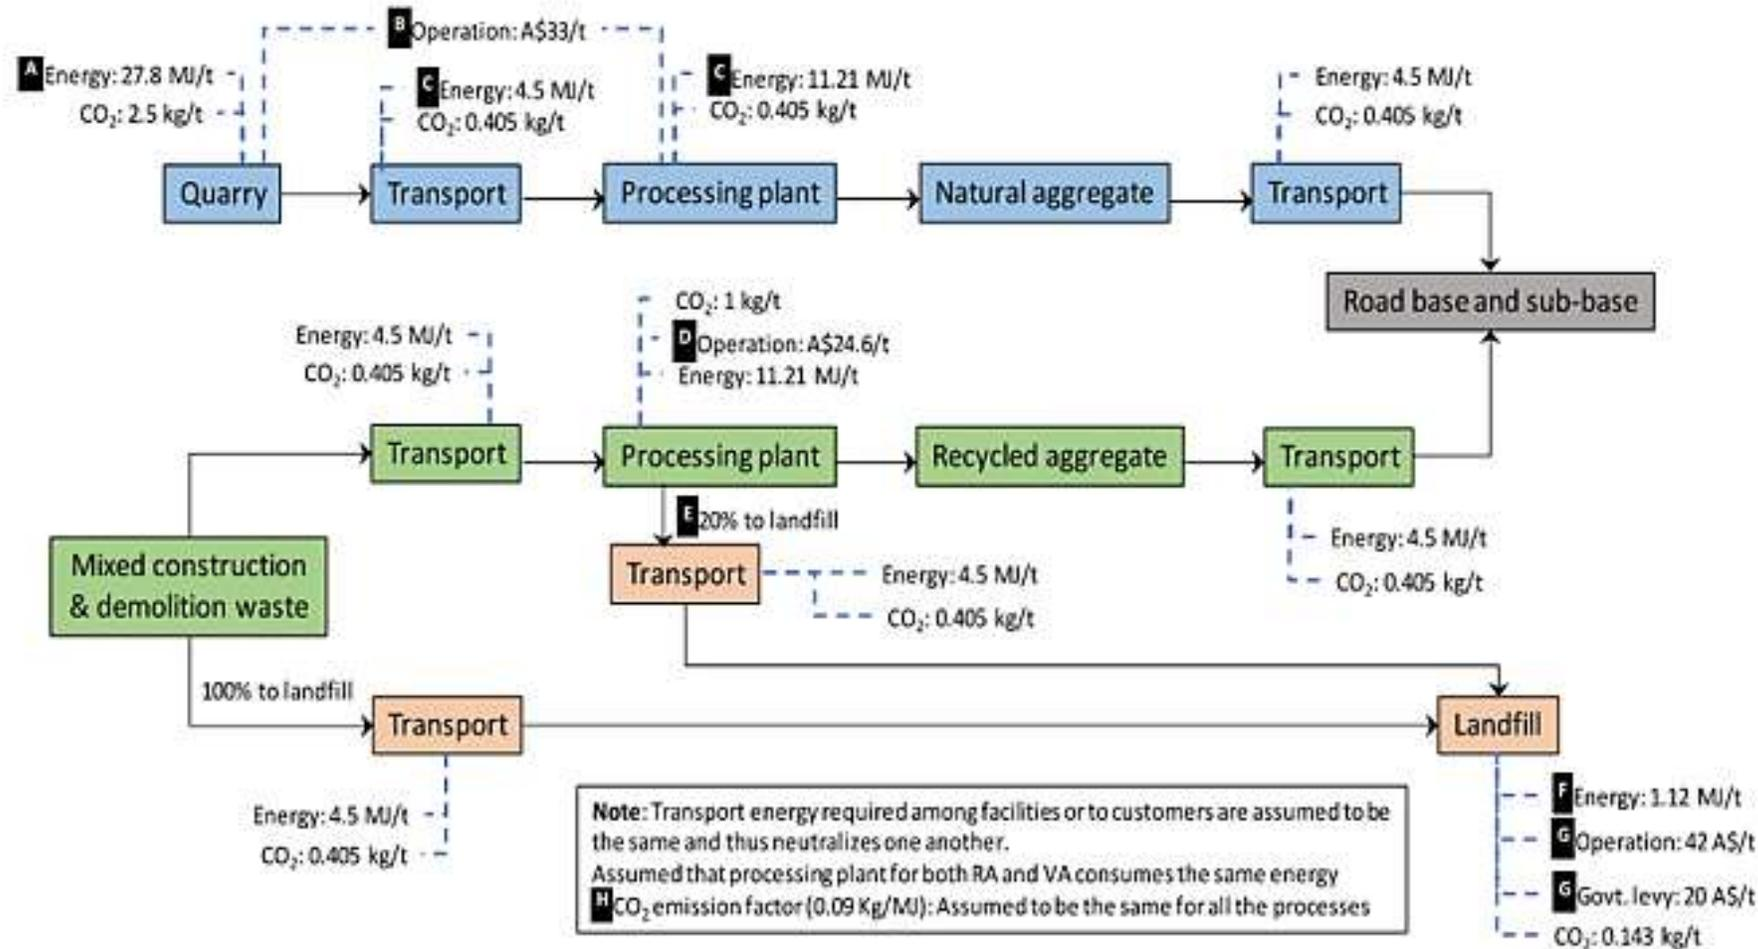 B Operation: A$33/t
A Energy: 27.8 MJ/t
CO₂: 2.5 kg/t
C Energy: 4.5 MJ/t
CO₂: 0.405 kg/t
C Energy: 11.21 MJ/t
CO₂: 0.405 kg/t
Energy: 4.5 MJ/t
CO₂: 0.405 kg/t
Quarry
Transport
Processing plant
Natural aggregate
Transport
Road base and sub-base
Energy: 4.5 MJ/t
CO₂: 0.405 kg/t
CO₂: 1 kg/t
D Operation: A$24.6/t
Energy: 11.21 MJ/t
Transport
Processing plant
Recycled aggregate
Transport
E 20% to landfill
Mixed construction
& demolition waste
Transport
Energy: 4.5 MJ/t
CO₂: 0.405 kg/t
Energy: 4.5 MJ/t
CO₂: 0.405 kg/t
100% to landfill
Transport
Landfill
Energy: 4.5 MJ/t
CO₂: 0.405 kg/t
Note: Transport energy required among facilities or to customers are assumed to be
the same and thus neutralizes one another.
Assumed that processing plant for both RA and VA consumes the same energy
H CO₂ emission factor (0.09 Kg/MJ): Assumed to be the same for all the processes
F Energy: 1.12 MJ/t
G Operation: 42 A$/t
G Govt. levy: 20 A$/t
CO₂: 0.143 kg/t